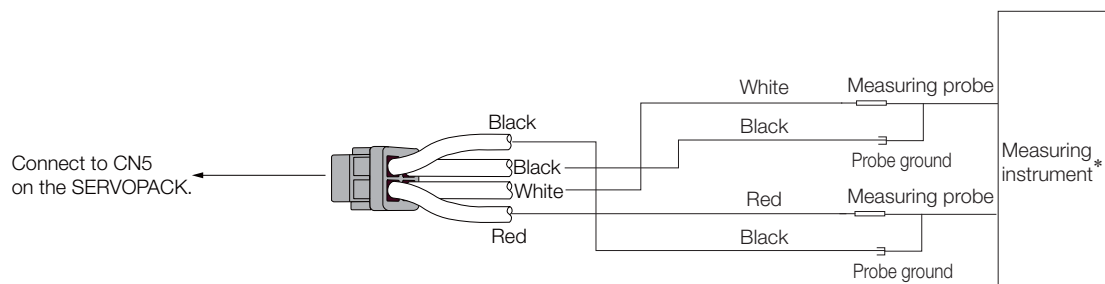 White
Measuring probe
Black
Black
Probe ground
Connect to CN5
on the SERVOPACK.
Black
White
Measuring
instrument*
Measuring probe
Red
Red
Black
Probe ground